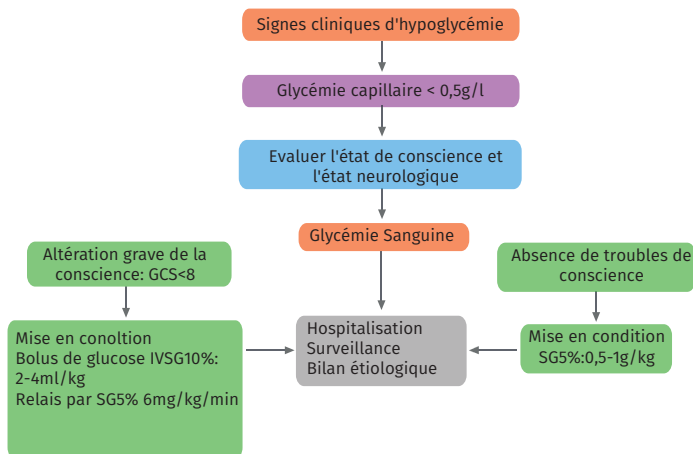 Signes cliniques d'hypoglycémie
Glycémie capillaire < 0,5g/l
Evaluer l'état de conscience et
l'état neurologique
Glycémie Sanguine
Altération grave de la
conscience: GCS<8
Absence de troubles de
conscience
Mise en conoltion
Bolus de glucose IVSG10%:
2-4ml/kg
Relais par SG5% 6mg/kg/min
Hospitalisation
Surveillance
Bilan étiologique
Mise en condition
SG5%:0,5-1g/kg